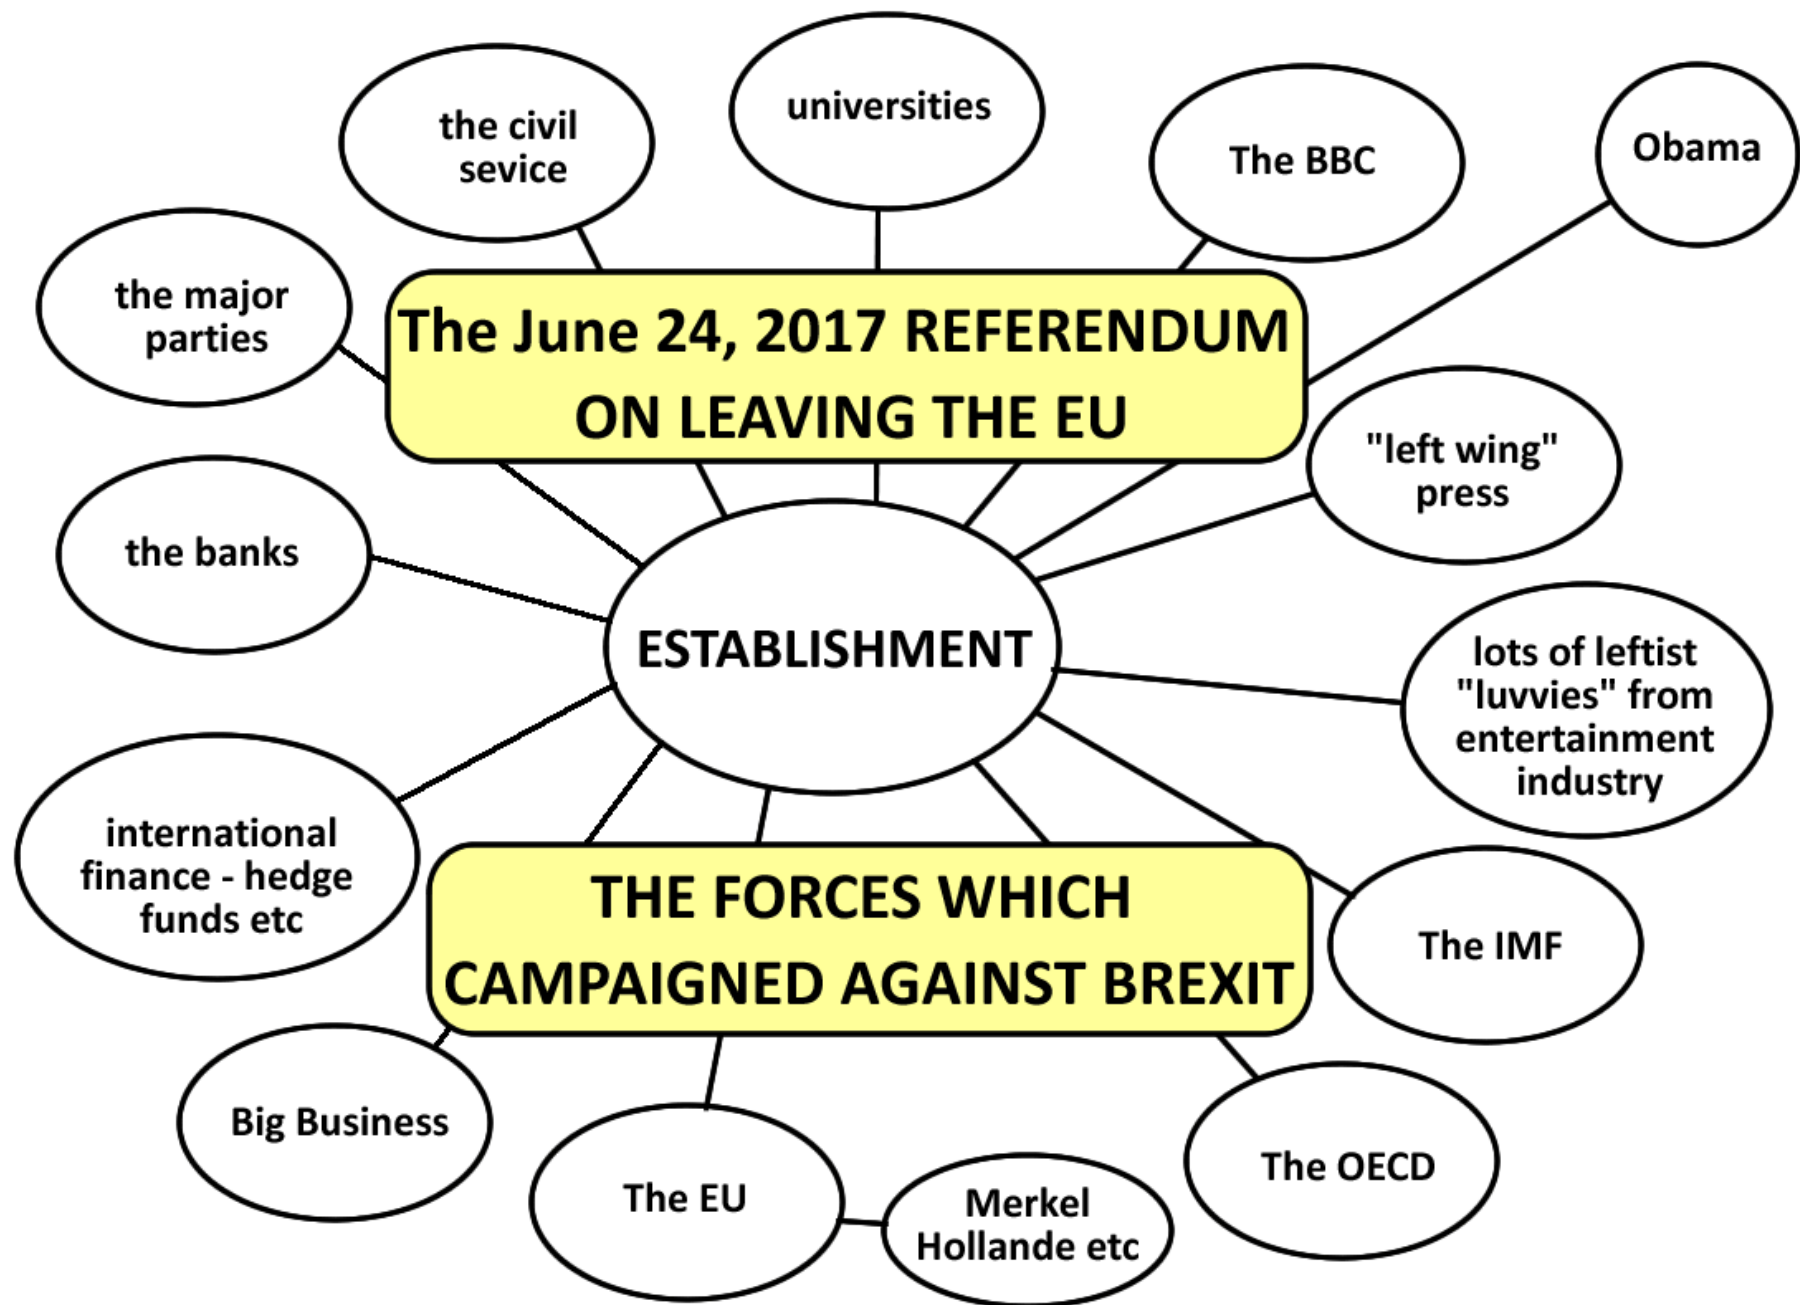 the civil
sevice
universities
The BBC
Obama
the major
parties
The June 24, 2017 REFERENDUM
ON LEAVING THE EU
"left wing"
press
the banks
ESTABLISHMENT
lots of leftist
"luvvies" from
entertainment
industry
international
finance - hedge
funds etc
THE FORCES WHICH
CAMPAIGNED AGAINST BREXIT
The IMF
Big Business
The EU
Merkel
Hollande etc
The OECD